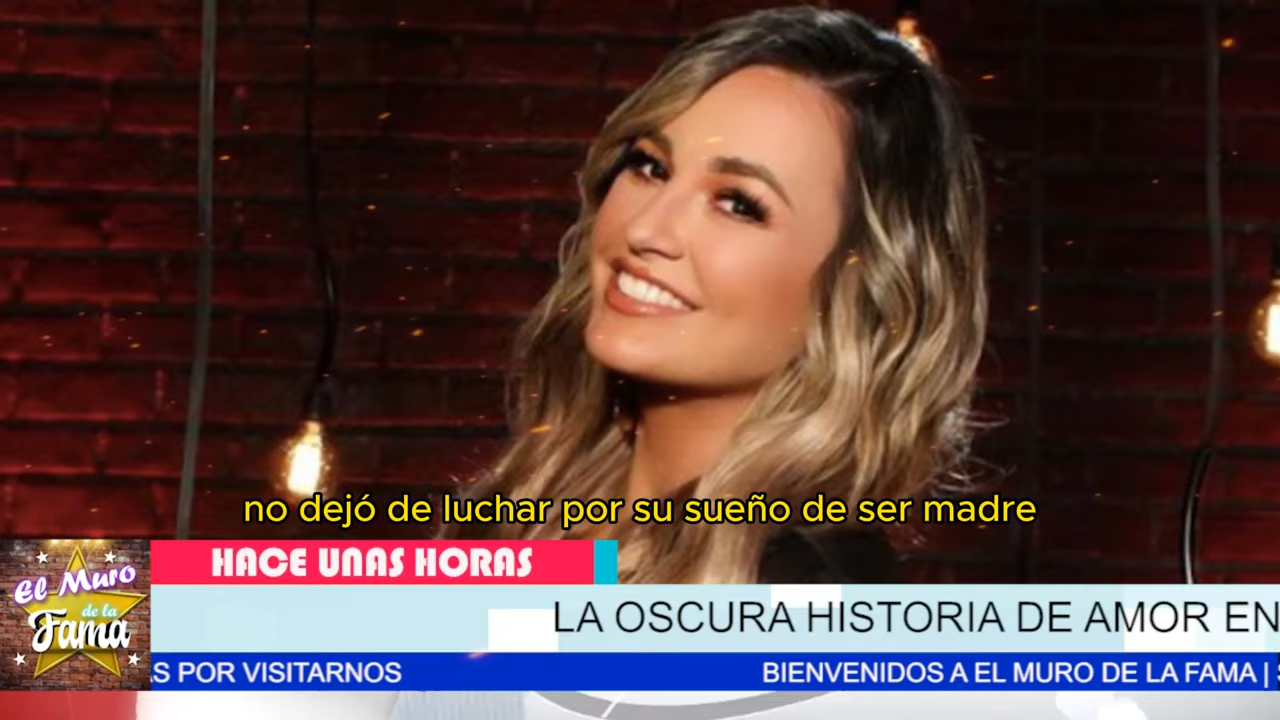 no dejó de luchar por su sueño de ser madre
HACE UNAS HORAS
El Muro
de la
Fama
LA OSCURA HISTORIA DE AMOR EN
S POR VISITARNOS
BIENVENIDOS A EL MURO DE LA FAMA |